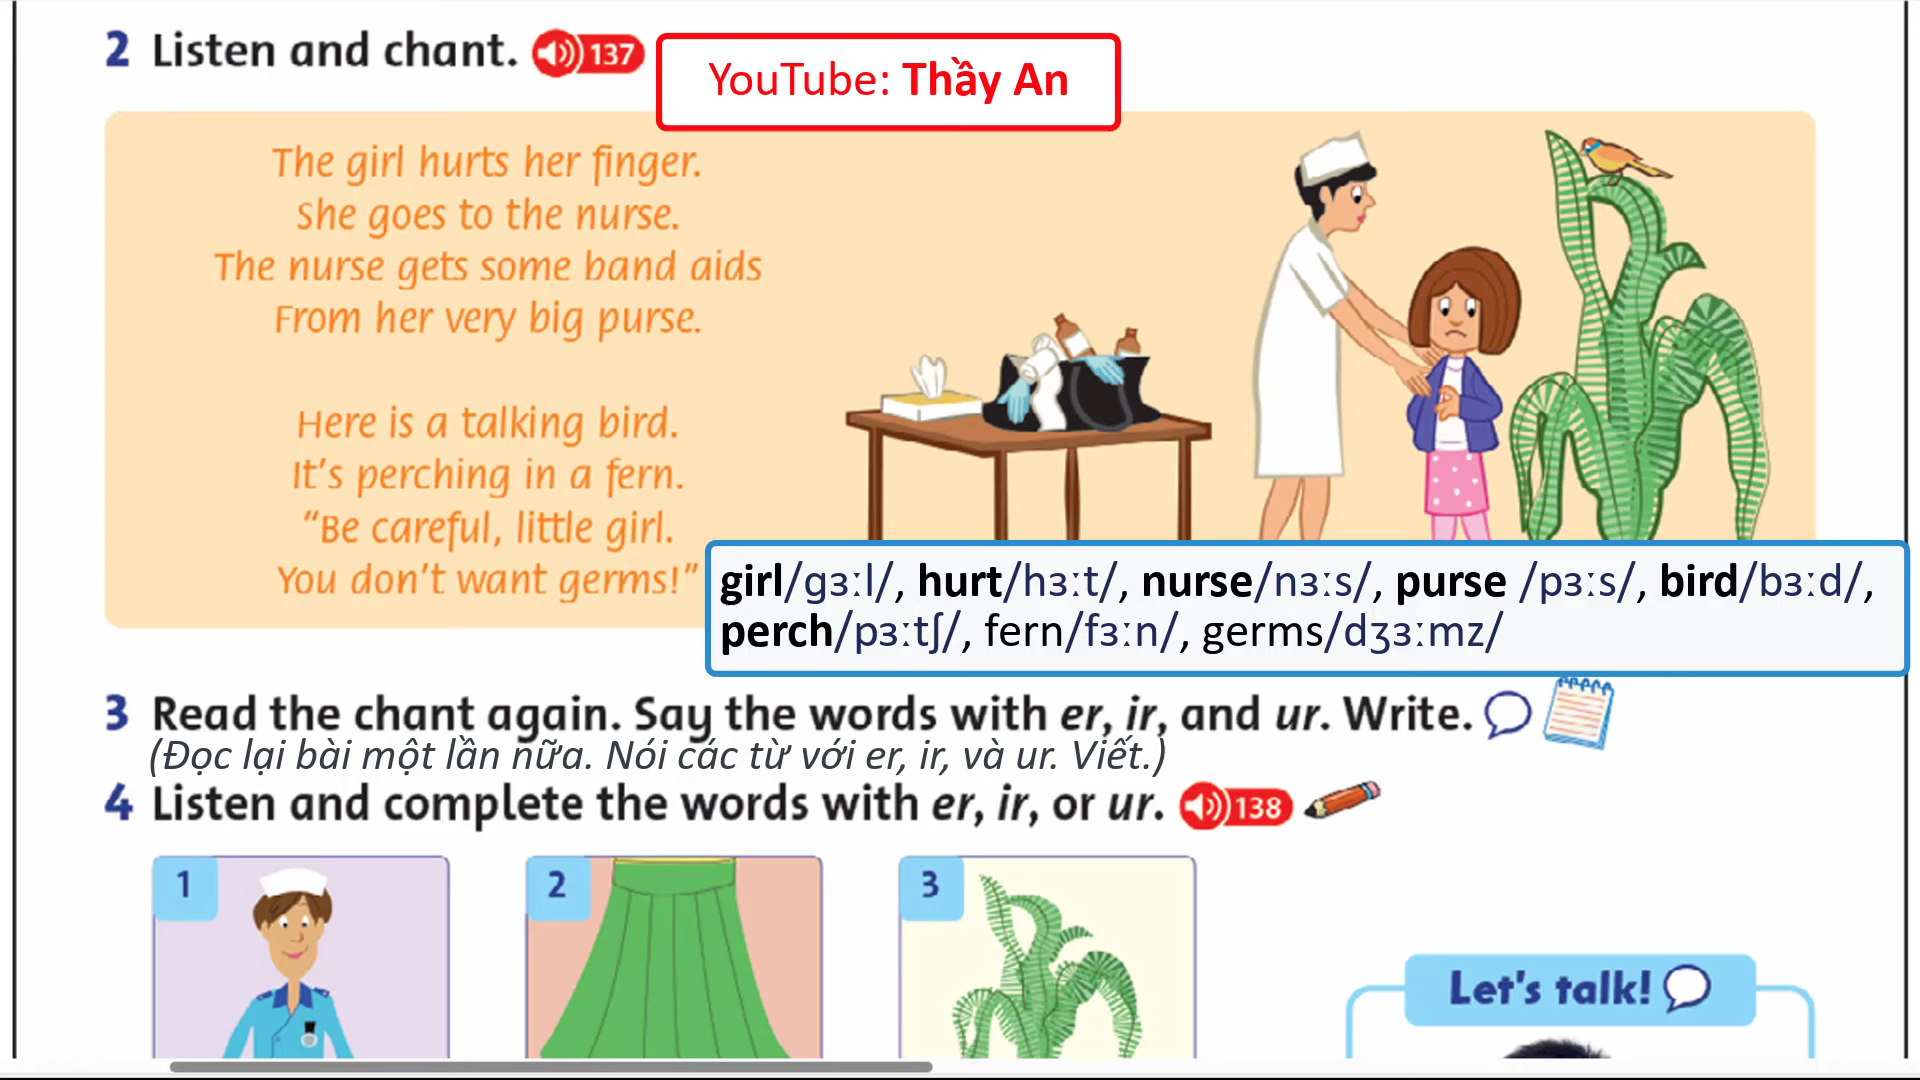 2 Listen and chant. 137
YouTube: Thầy An
The girl hurts her finger.
She goes to the nurse.
The nurse gets some band aids
From her very big purse.
Here is a talking bird.
It's perching in a fern.
“Be careful, little girl.
You don't want germs!”
girl/gɜːl/, hurt/hɜːt/, nurse/nɜːs/, purse /pɜːs/, bird/bɜːd/,
perch/pɜːtʃ/, fern/fɜːn/, germs/dʒɜːmz/
3 Read the chant again. Say the words with er, ir, and ur. Write.
(Đọc lại bài một lần nữa. Nói các từ với er, ir, và ur. Viết.)
4 Listen and complete the words with er, ir, or ur. 138
1 2 3
Let's talk!